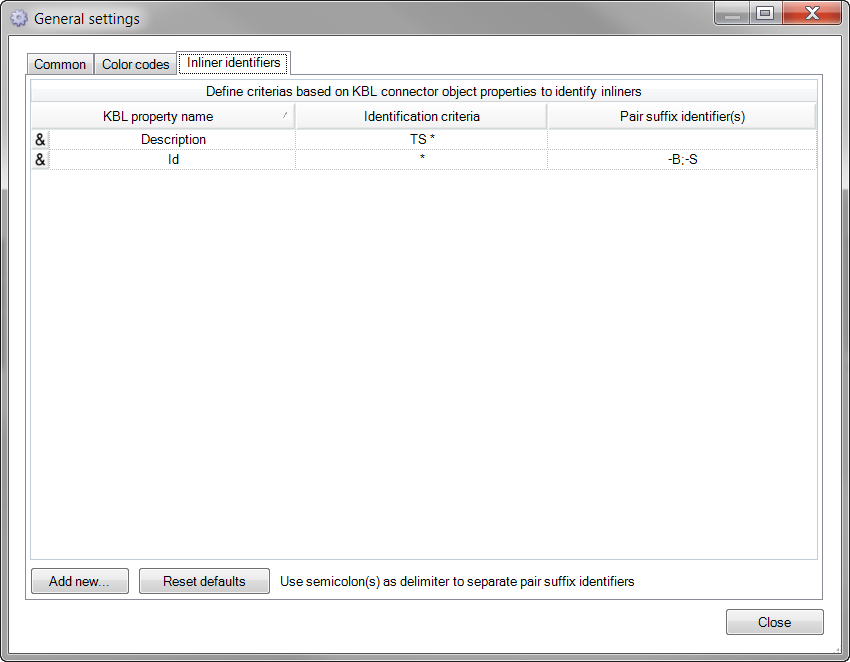 General settings
Common Color codes Inliner identifiers
Define criterias based on KBL connector object properties to identify inliners
KBL property name Identification criteria Pair suffix identifier(s)
& Description TS *
& Id * -B;-S
Add new... Reset defaults Use semicolon(s) as delimiter to separate pair suffix identifiers
Close